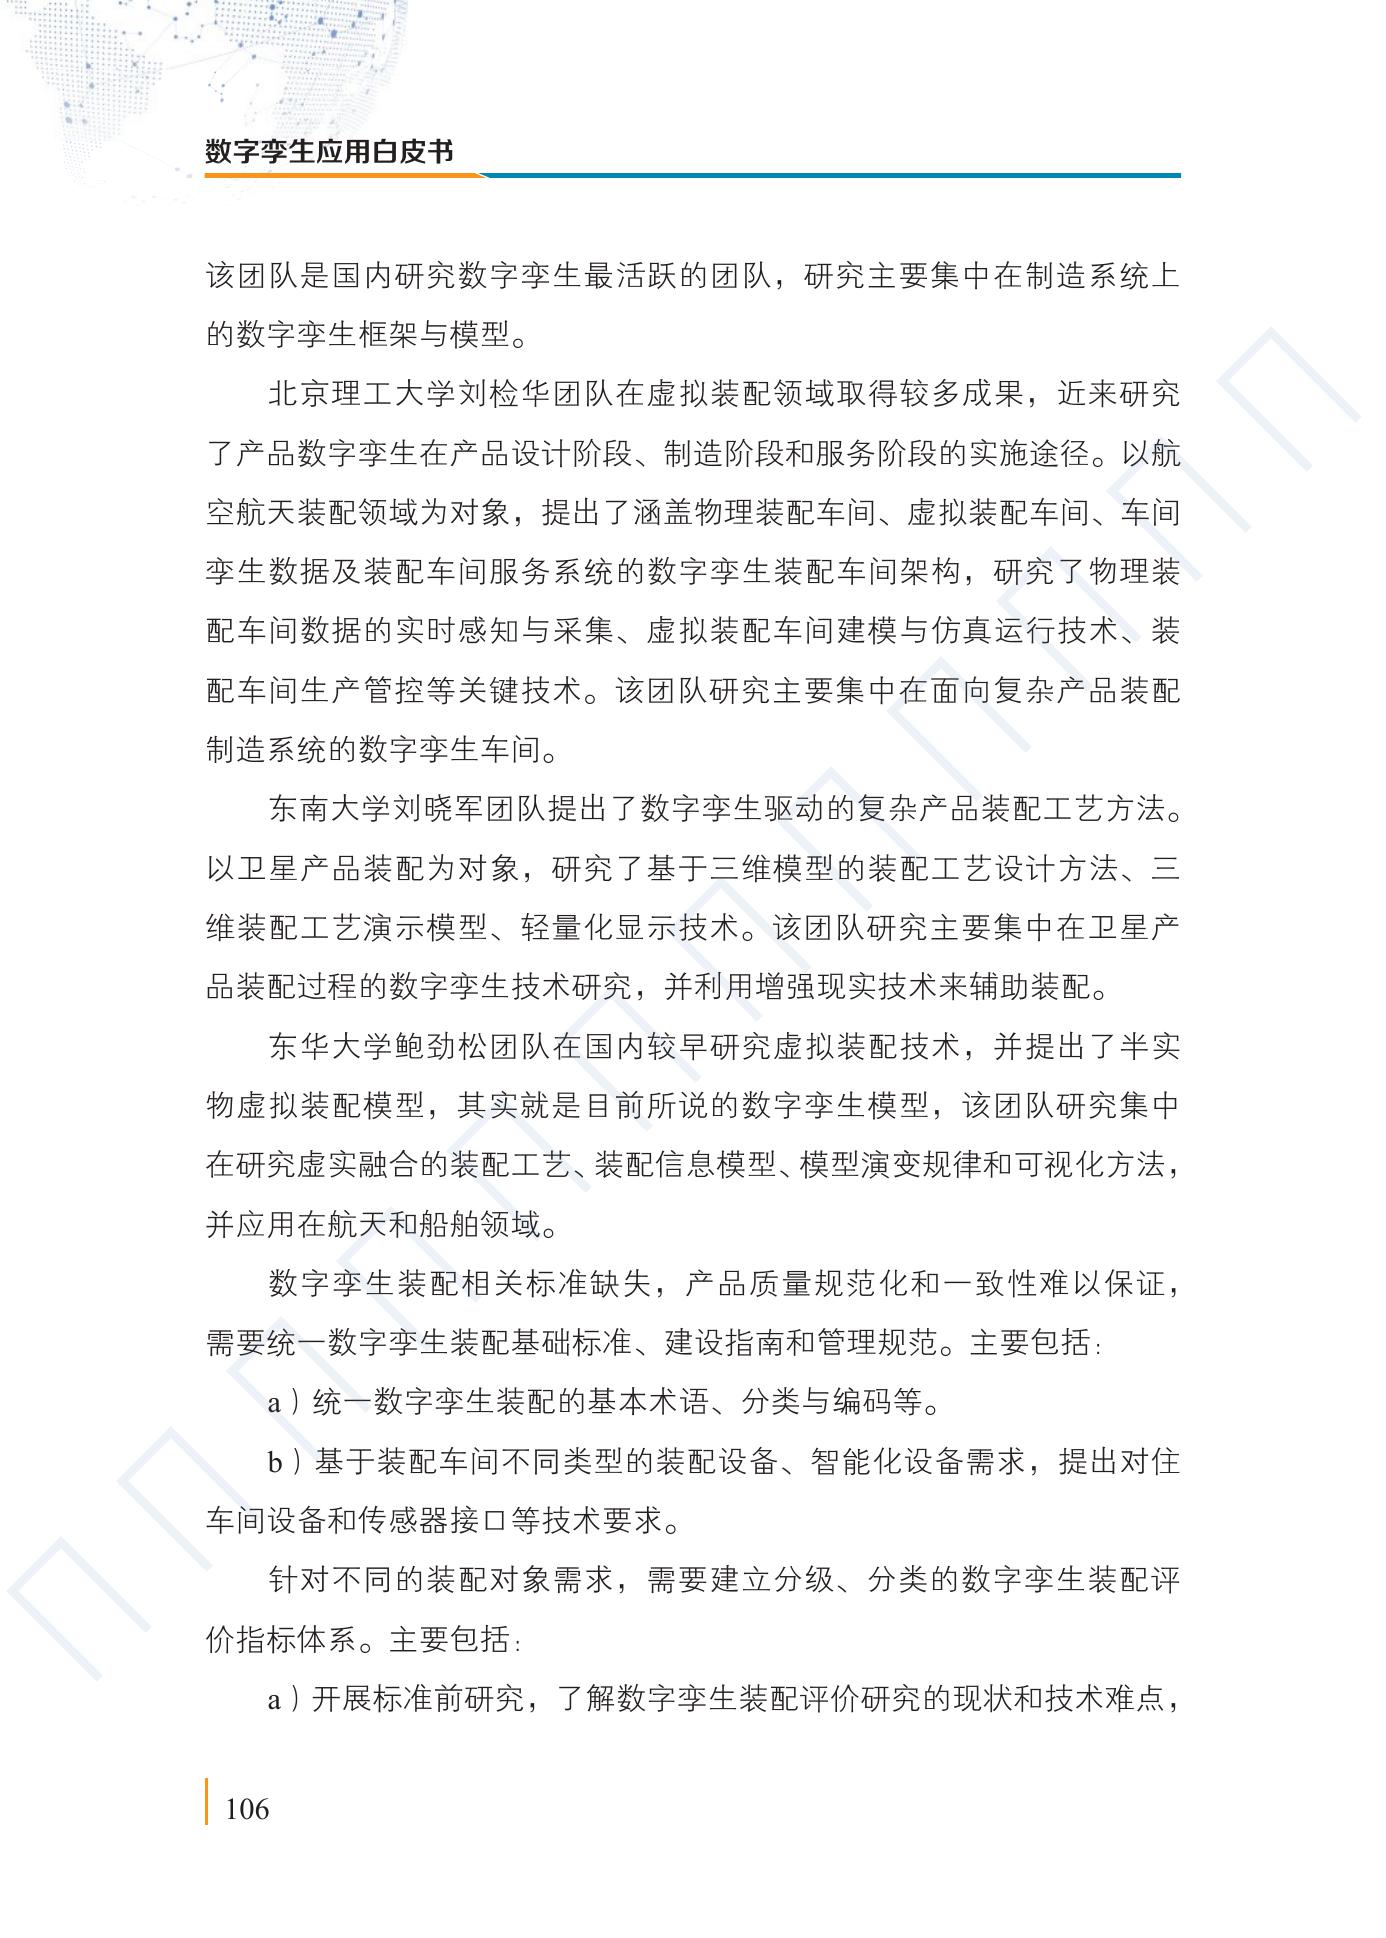 数字孪生应用白皮书
该团队是国内研究数字孪生最活跃的团队，研究主要集中在制造系统上
的数字孪生框架与模型。
北京理工大学刘检华团队在虚拟装配领域取得较多成果，近来研究
了产品数字孪生在产品设计阶段、制造阶段和服务阶段的实施途径。以航
空航天装配领域为对象，提出了涵盖物理装配车间、虚拟装配车间、车间
孪生数据及装配车间服务系统的数字孪生装配车间架构，研究了物理装
配车间数据的实时感知与采集、虚拟装配车间建模与仿真运行技术、装
配车间生产管控等关键技术。该团队研究主要集中在面向复杂产品装配
制造系统的数字孪生车间。
东南大学刘晓军团队提出了数字孪生驱动的复杂产品装配工艺方法。
以卫星产品装配为对象，研究了基于三维模型的装配工艺设计方法、三
维装配工艺演示模型、轻量化显示技术。该团队研究主要集中在卫星产
品装配过程的数字孪生技术研究，并利用增强现实技术来辅助装配。
东华大学鲍劲松团队在国内较早研究虚拟装配技术，并提出了半实
物虚拟装配模型，其实就是目前所说的数字孪生模型，该团队研究集中
在研究虚实融合的装配工艺、装配信息模型、模型演变规律和可视化方法，
并应用在航天和船舶领域。
数字孪生装配相关标准缺失，产品质量规范化和一致性难以保证，
需要统一数字孪生装配基础标准、建设指南和管理规范。主要包括：
a）统一数字孪生装配的基本术语、分类与编码等。
b）基于装配车间不同类型的装配设备、智能化设备需求，提出对住
车间设备和传感器接口等技术要求。
针对不同的装配对象需求，需要建立分级、分类的数字孪生装配评
价指标体系。主要包括：
a）开展标准前研究，了解数字孪生装配评价研究的现状和技术难点，
106